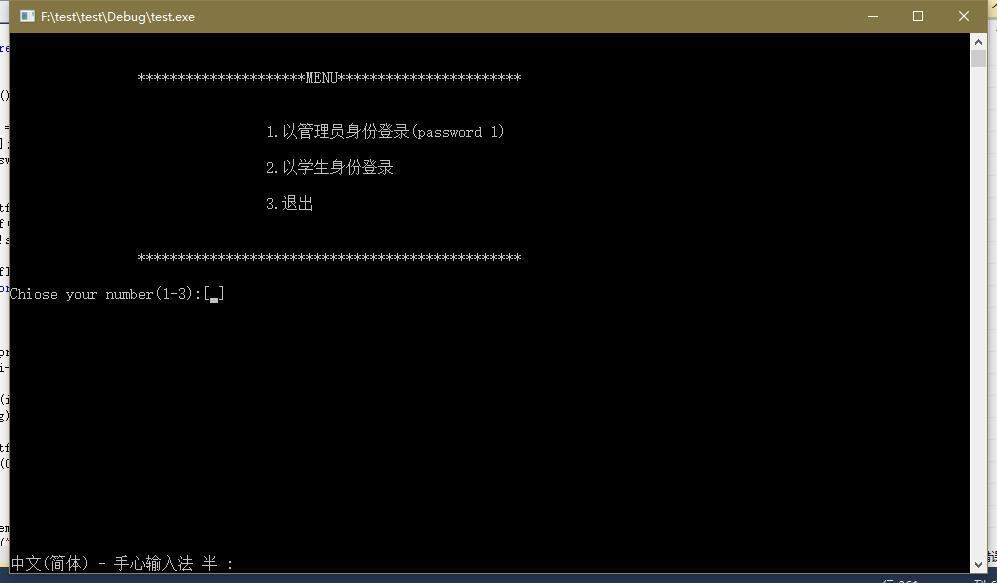 F:\test\test\Debug\test.exe
*********************MENU***********************
1.以管理员身份登录(password 1)
2.以学生身份登录
3.退出
************************************************
Chiose your number(1-3):[_]
中文(简体) - 手心输入法 半 :